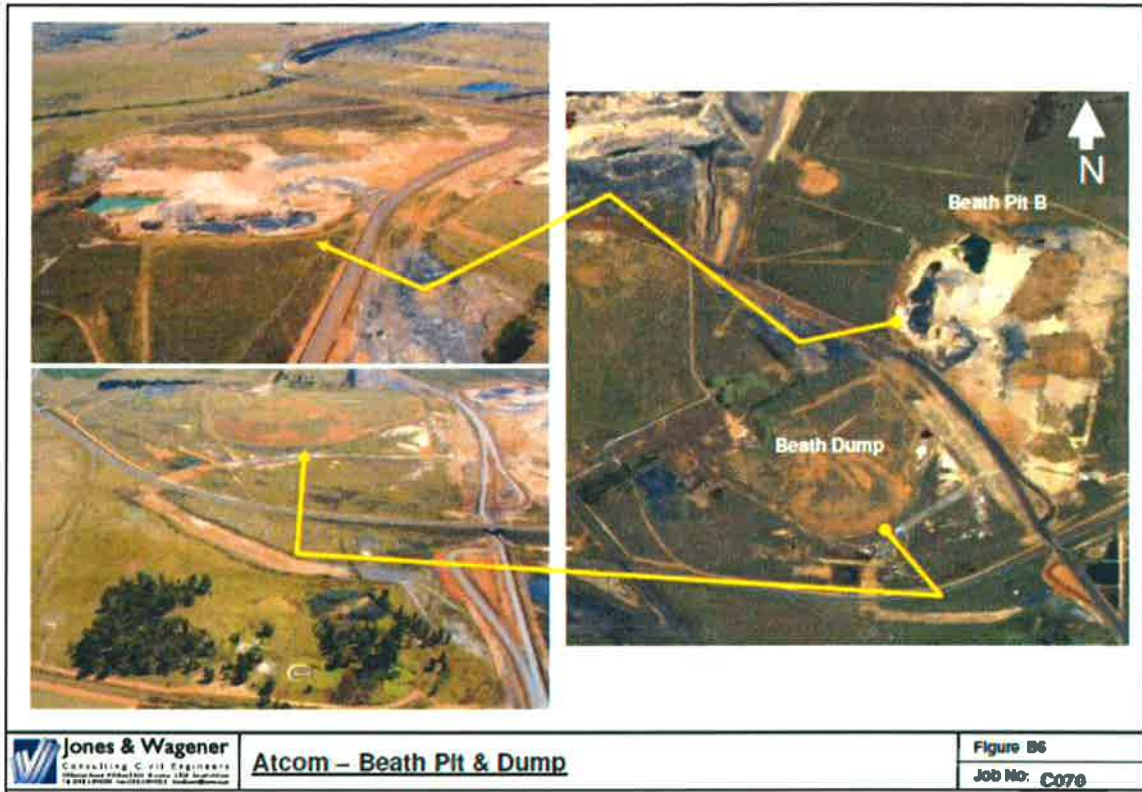 N
Beath Pit B
Beath Dump
Jones & Wagener
Consulting Civil Engineers
Atcom – Beath Pit & Dump
Figure B6
Job No: C078